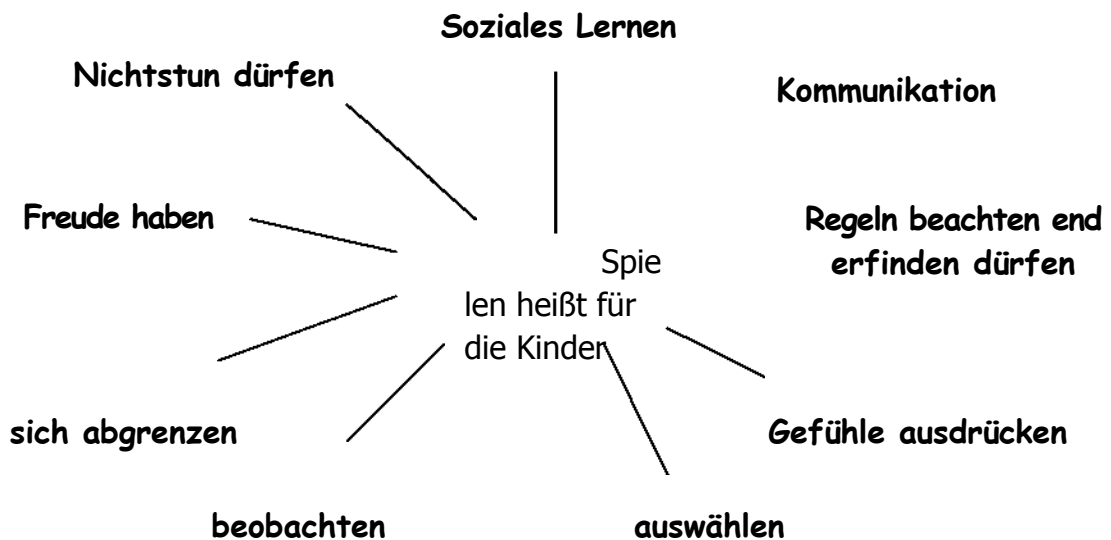 Soziales Lernen
Nichtstun dürfen
Kommunikation
Freude haben
Regeln beachten end
erfinden dürfen
Spie
len heißt für
die Kinder
sich abgrenzen
Gefühle ausdrücken
beobachten
auswählen